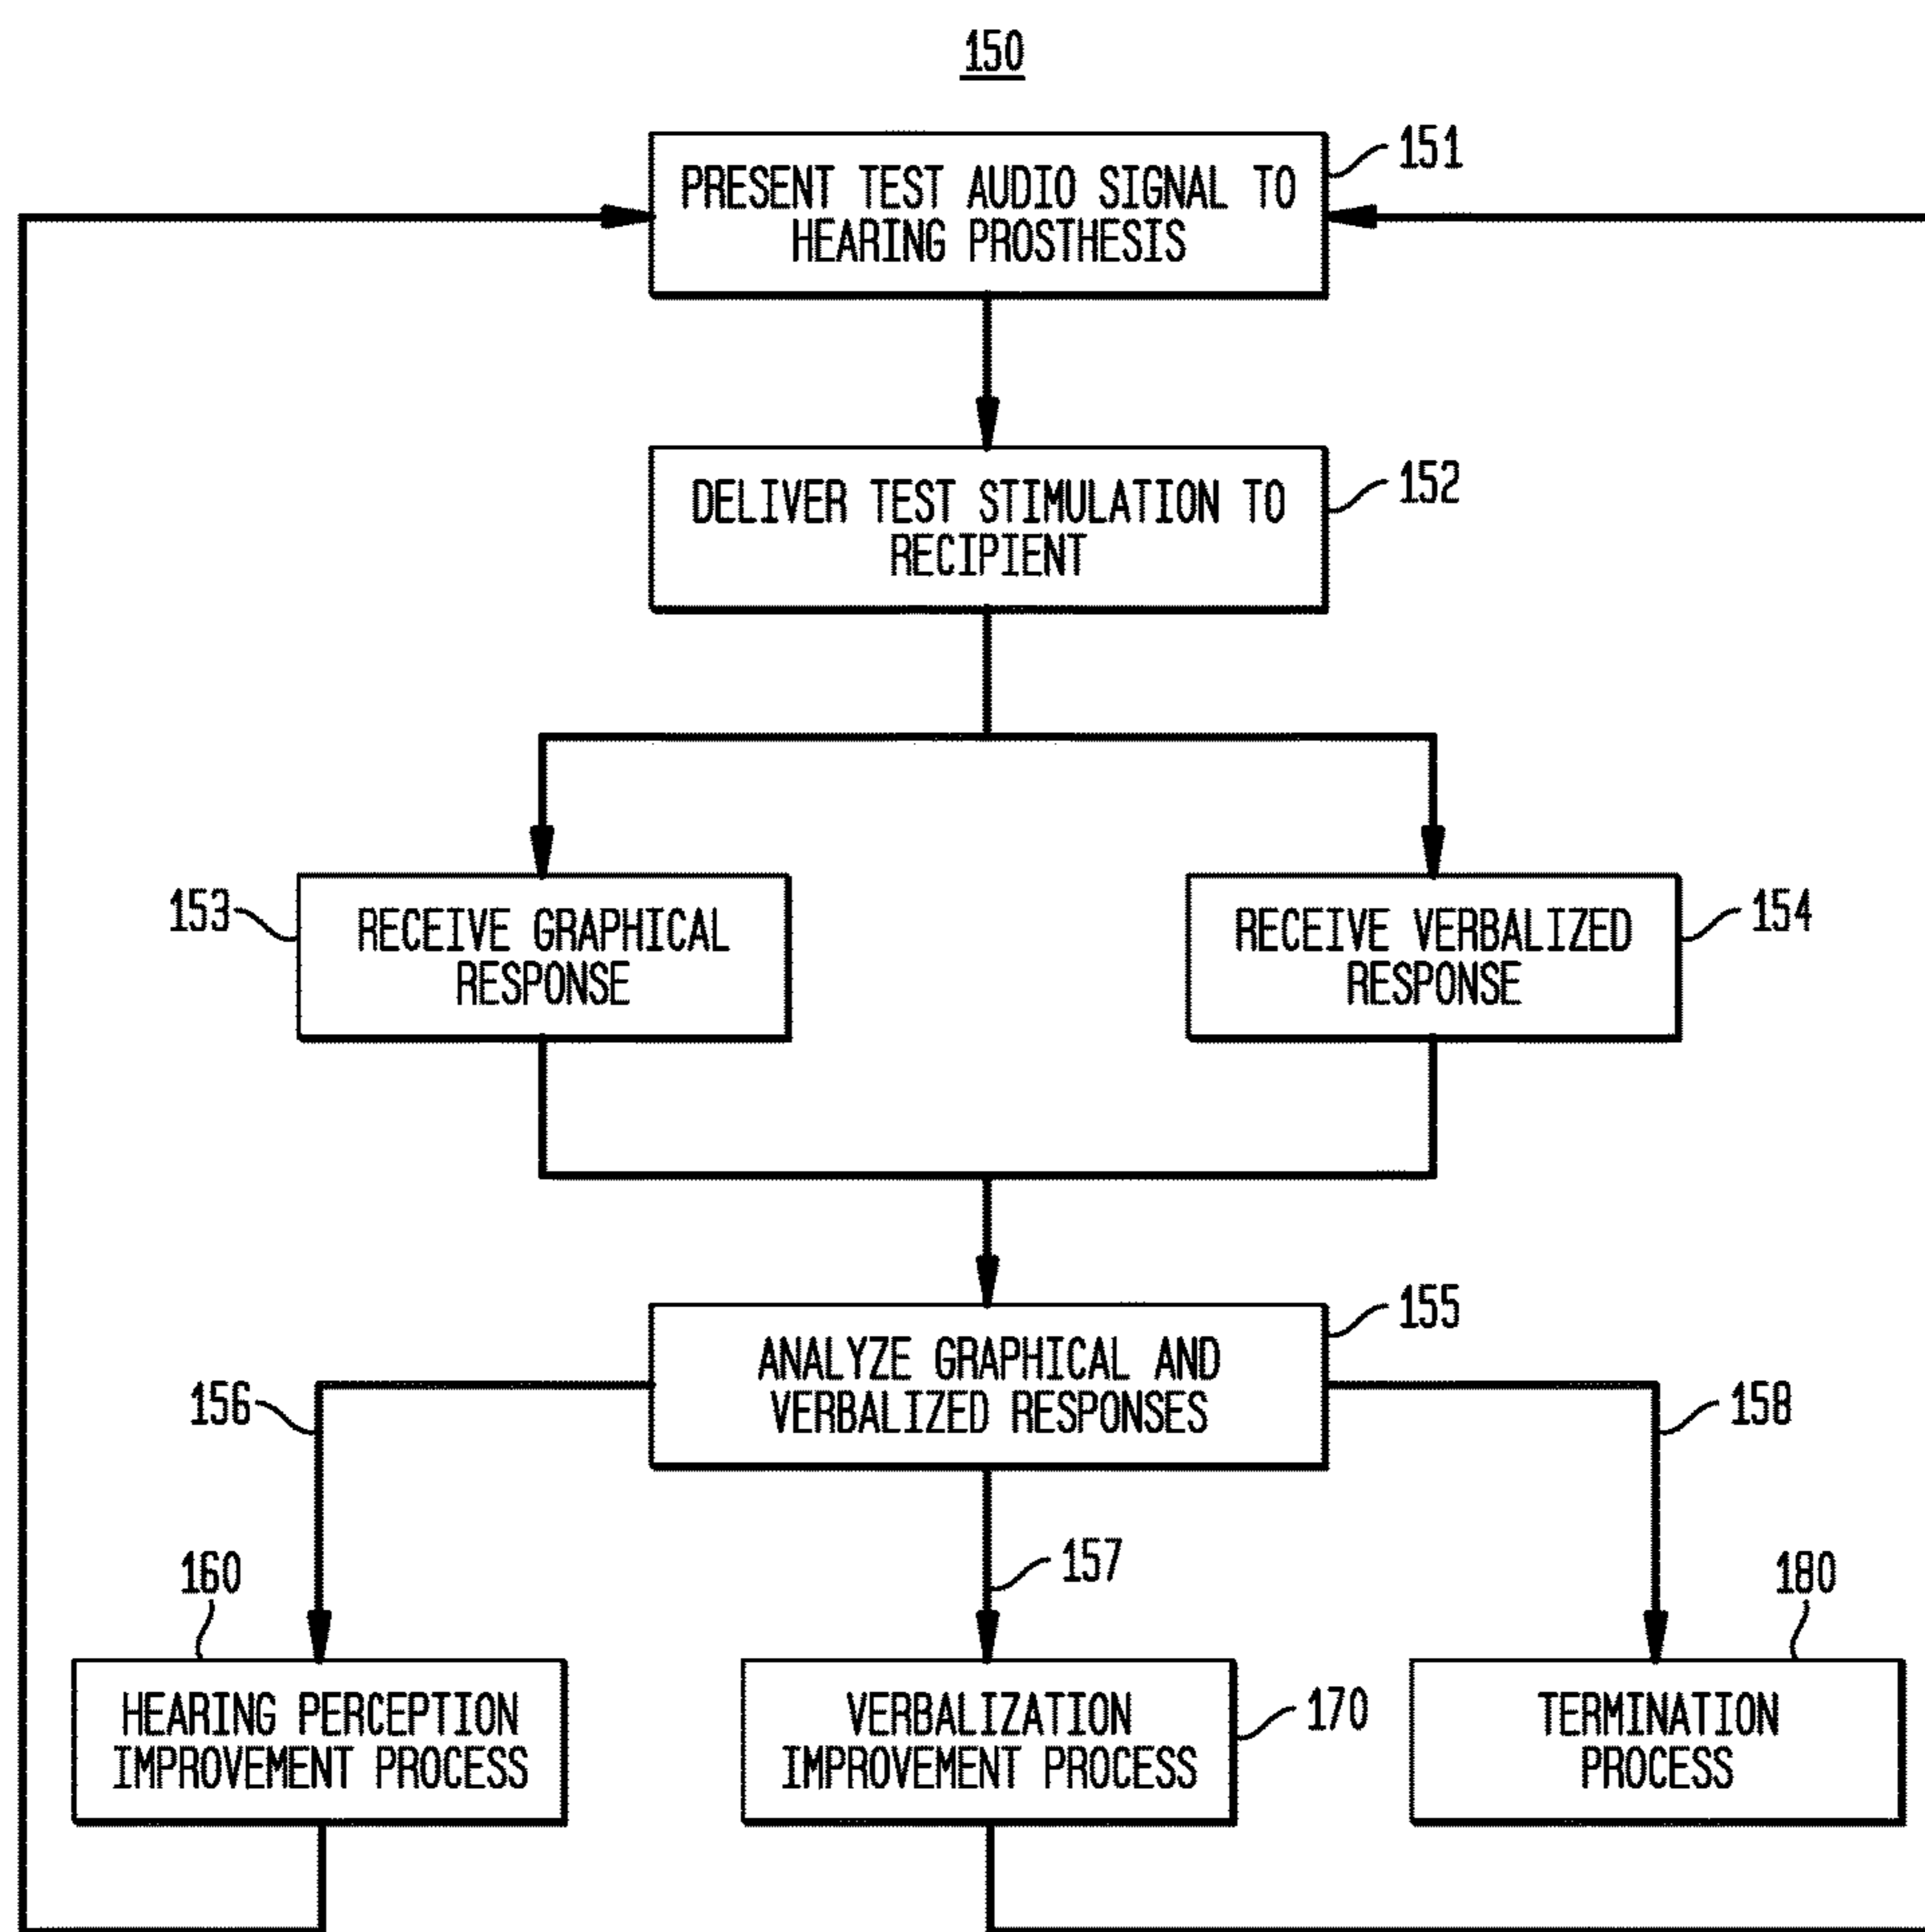 150
PRESENT TEST AUDIO SIGNAL TO
HEARING PROSTHESIS
151
DELIVER TEST STIMULATION TO
RECIPIENT
152
153
RECEIVE GRAPHICAL
RESPONSE
RECEIVE VERBALIZED
RESPONSE
154
ANALYZE GRAPHICAL AND
VERBALIZED RESPONSES
155
156
157
158
160
HEARING PERCEPTION
IMPROVEMENT PROCESS
VERBALIZATION
IMPROVEMENT PROCESS
170
180
TERMINATION
PROCESS